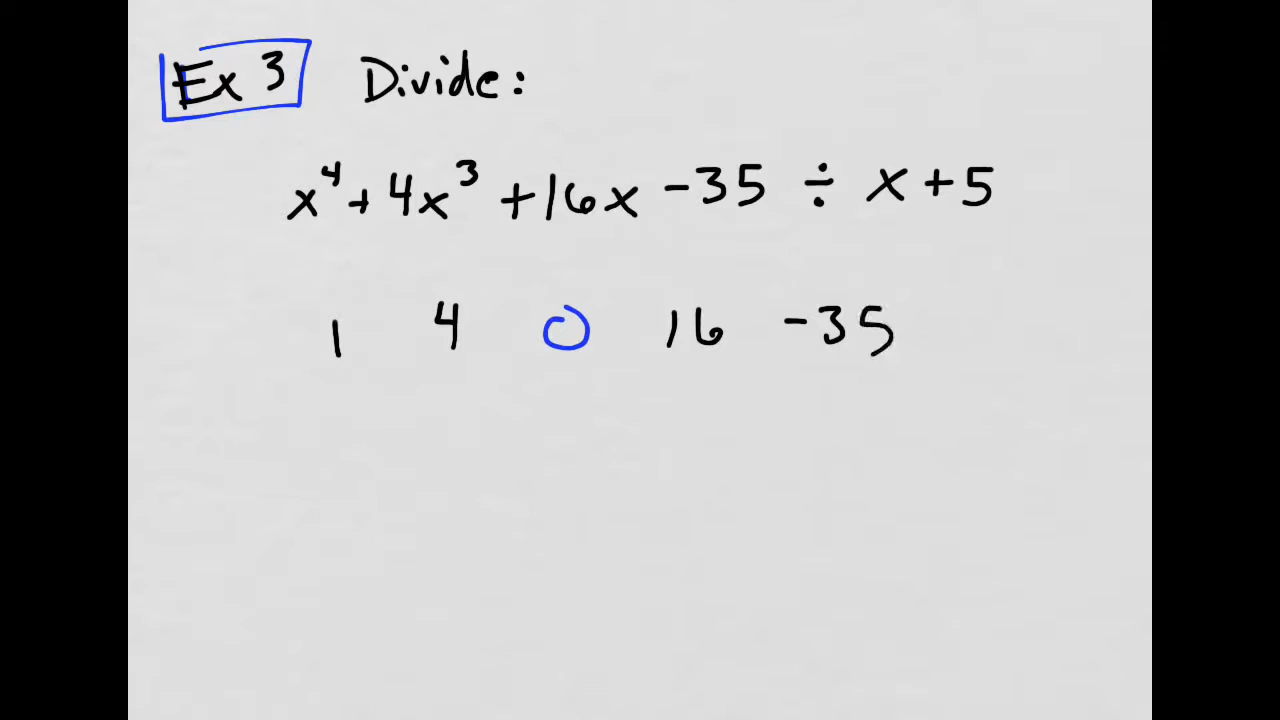 Ex 3 Divide:
x⁴ + 4x³ + 16x - 35 ÷ x + 5
1 4 0 16 -35